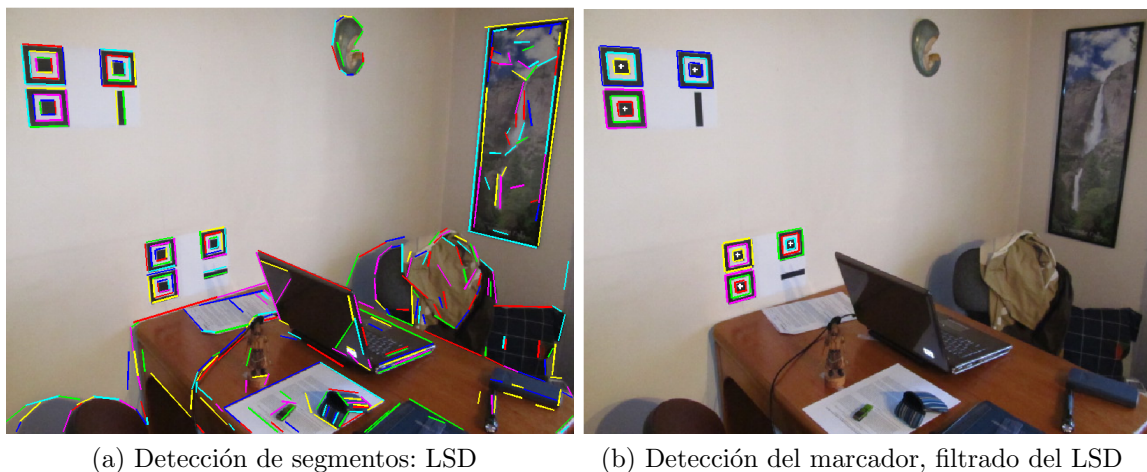 (a) Detección de segmentos: LSD
(b) Detección del marcador, filtrado del LSD